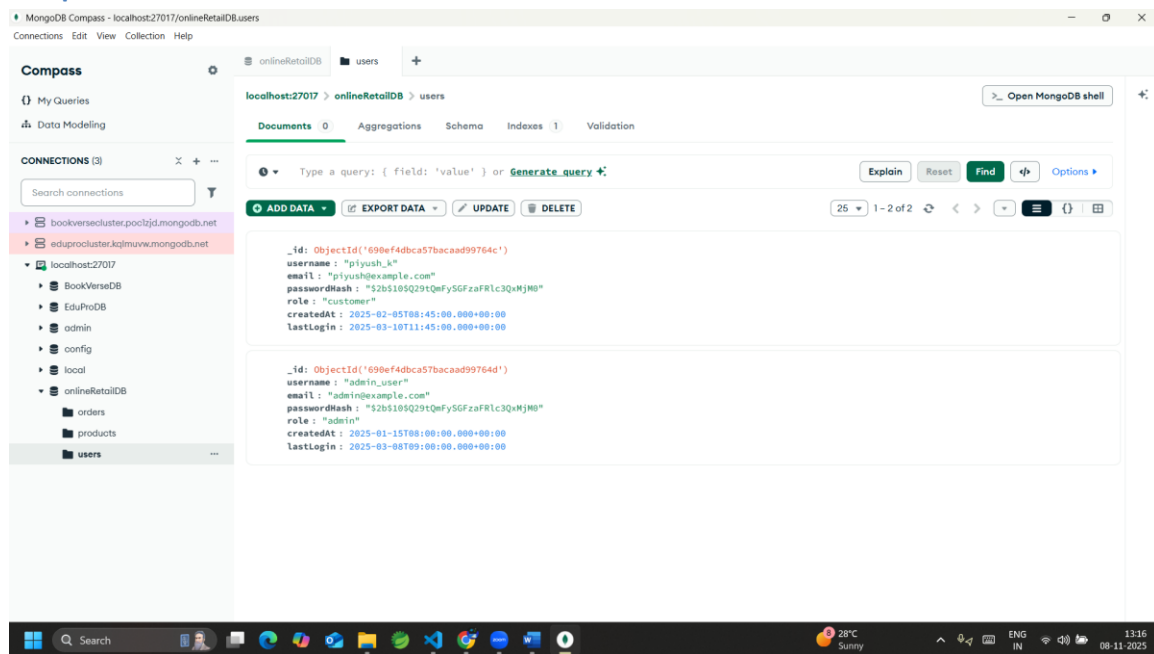 MongoDB Compass - localhost:27017/onlineRetailDB.users
Connections Edit View Collection Help
Compass
My Queries
Data Modeling
CONNECTIONS (3)
Search connections
bookversecluster.poc1zjd.mongodb.net
eduprocluster.kqlmuvw.mongodb.net
localhost:27017
BookVerseDB
EduProDB
admin
config
local
onlineRetailDB
orders
products
users
onlineRetailDB users
localhost:27017 > onlineRetailDB > users
>_ Open MongoDB shell
Documents 0 Aggregations Schema Indexes 1 Validation
Type a query: { field: 'value' } or Generate query
Explain Reset Find </> Options
ADD DATA EXPORT DATA UPDATE DELETE
25 1 – 2 of 2
_id: ObjectId('690ef4dbca57bacaad99764c')
username : "piyush_k"
email : "piyush@example.com"
passwordHash : "$2b$10$Q29tQmFySGFzaFRlc3QxMjM0"
role : "customer"
createdAt : 2025-02-05T08:45:00.000+00:00
lastLogin : 2025-03-10T11:45:00.000+00:00
_id: ObjectId('690ef4dbca57bacaad99764d')
username : "admin_user"
email : "admin@example.com"
passwordHash : "$2b$10$Q29tQmFySGFzaFRlc3QxMjM0"
role : "admin"
createdAt : 2025-01-15T08:00:00.000+00:00
lastLogin : 2025-03-08T09:00:00.000+00:00
Search
8 28°C
Sunny
ENG
IN
13:16
08-11-2025